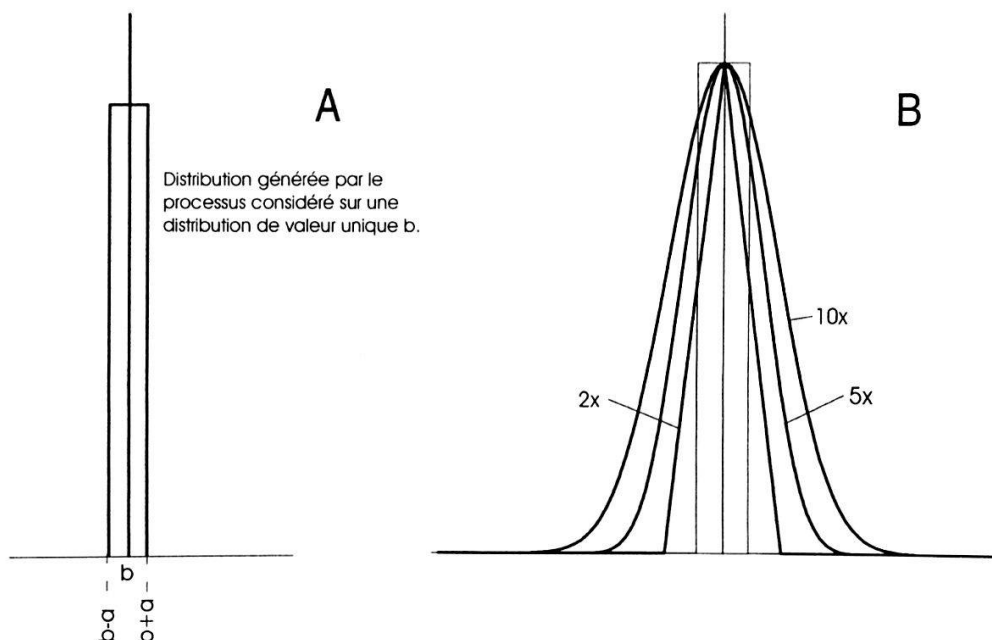 A
B
Distribution générée par le
processus considéré sur une
distribution de valeur unique b.
10x
2x
5x
b
b-a
b+a